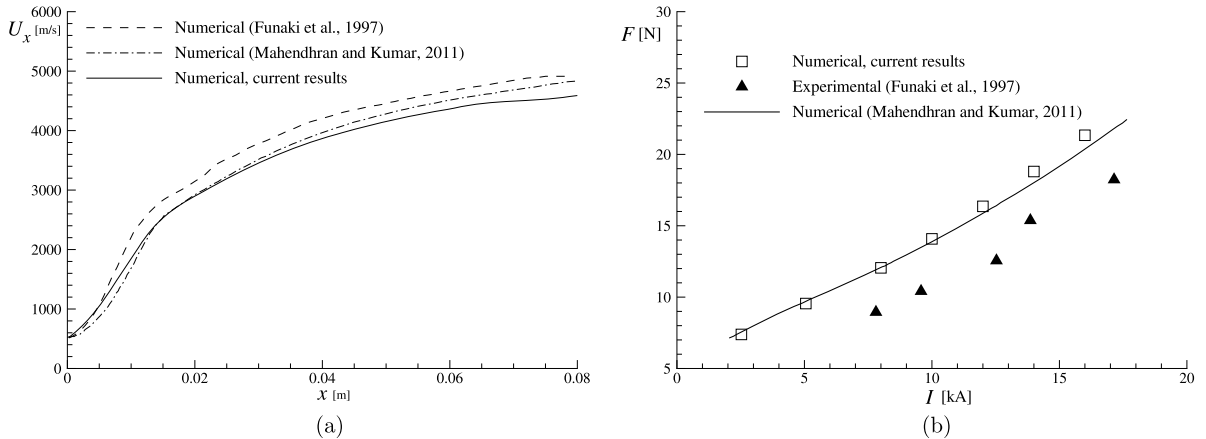 6000
U_x [m/s]
Numerical (Funaki et al., 1997)
Numerical (Mahendhran and Kumar, 2011)
Numerical, current results
5000
4000
3000
2000
1000
0
0 0.02 0.04 0.06 0.08
x [m]
(a)
30
F [N]
Numerical, current results
Experimental (Funaki et al., 1997)
Numerical (Mahendhran and Kumar, 2011)
25
20
15
10
5
0 5 10 15 20
I [kA]
(b)